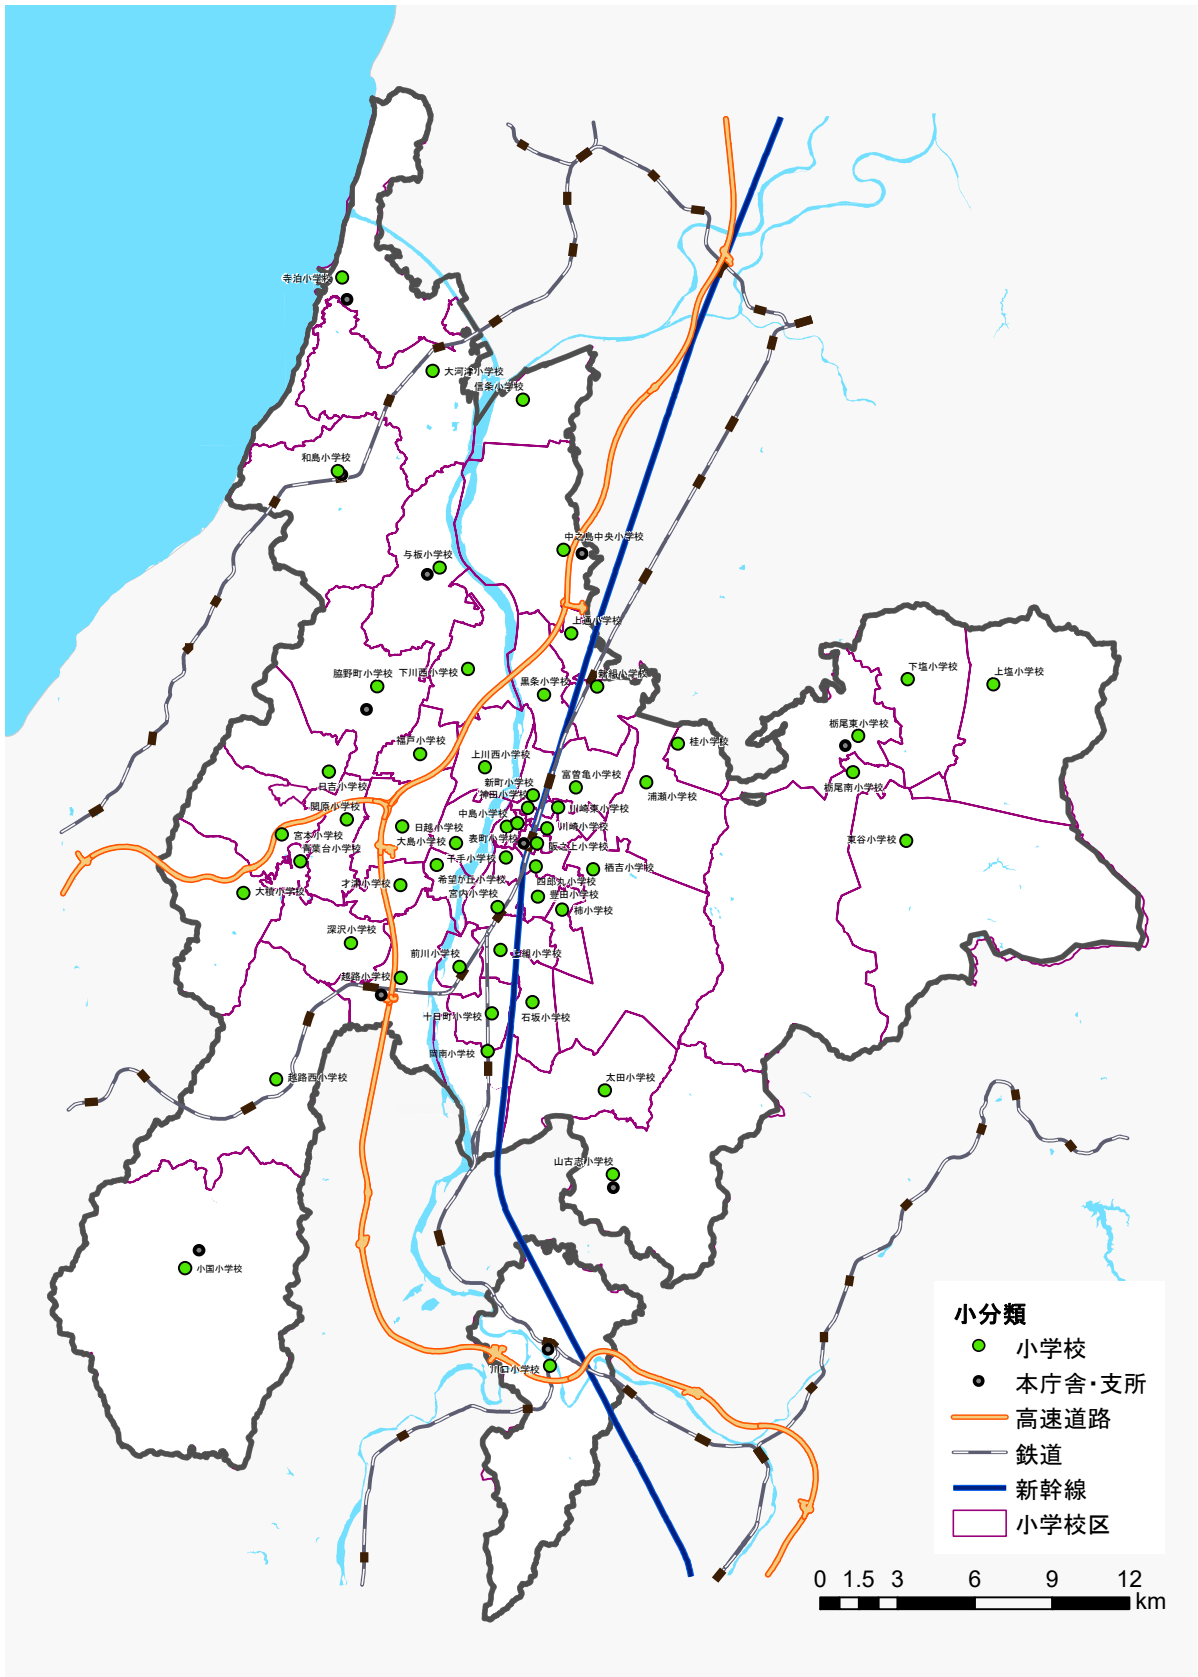 寺泊小学校
大河津小学校
信条小学校
和島小学校
中之島中央小学校
与板小学校
上通小学校
下塩小学校
上塩小学校
脇野町小学校
下川西小学校
黒条小学校
新組小学校
栃尾東小学校
福戸小学校
桂小学校
上川西小学校
富曽亀小学校
日吉小学校
新町小学校
浦瀬小学校
栃尾南小学校
神田小学校
関原小学校
川崎東小学校
中島小学校
日越小学校
川崎小学校
宮本小学校
大島小学校
表町小学校
阪之上小学校
東谷小学校
青葉台小学校
千手小学校
栖吉小学校
才津小学校
希望が丘小学校
四郎丸小学校
大積小学校
宮内小学校
豊田小学校
柿小学校
深沢小学校
前川小学校
上組小学校
越路小学校
十日町小学校
石坂小学校
岡南小学校
越路西小学校
太田小学校
山古志小学校
小国小学校
川口小学校
小分類
小学校
本庁舎・支所
高速道路
鉄道
新幹線
小学校区
0 1.5 3 6 9 12
km